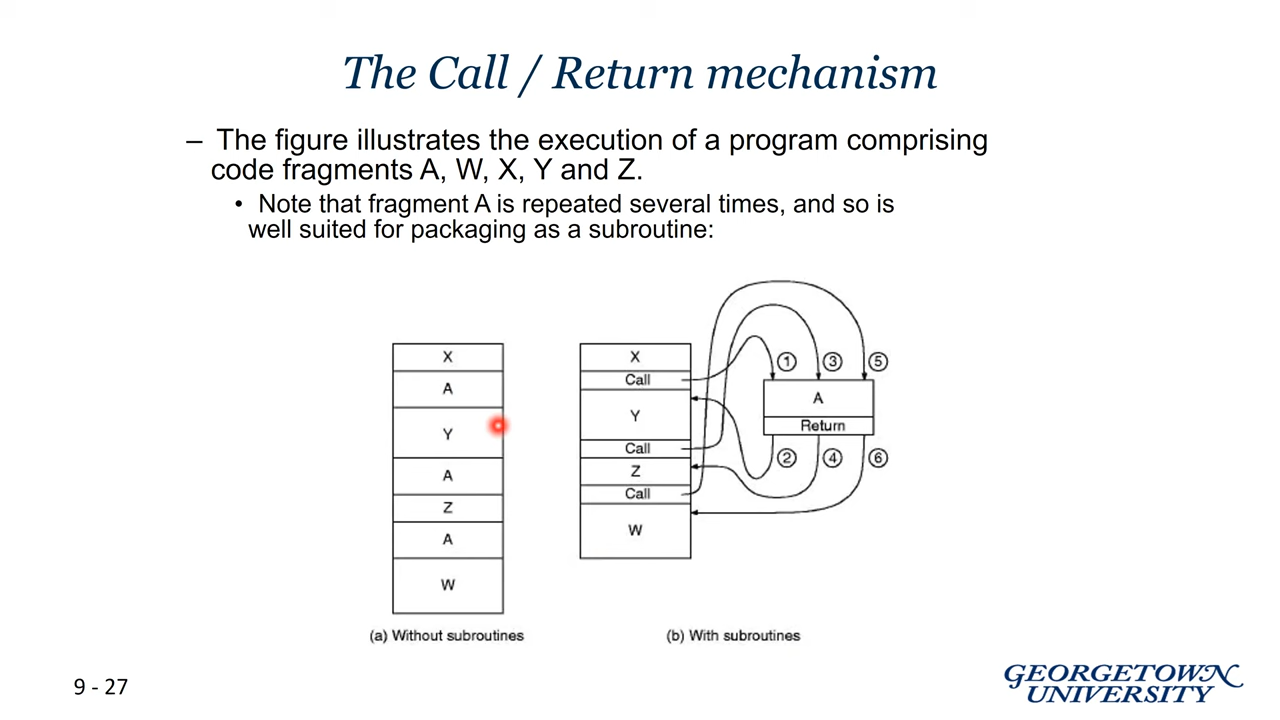 The Call / Return mechanism
– The figure illustrates the execution of a program comprising
code fragments A, W, X, Y and Z.
• Note that fragment A is repeated several times, and so is
well suited for packaging as a subroutine:
X
A
Y
A
Z
A
W
(a) Without subroutines
X
Call
Y
Call
Z
Call
W
1
3
5
A
Return
2
4
6
(b) With subroutines
9 - 27
GEORGETOWN
UNIVERSITY